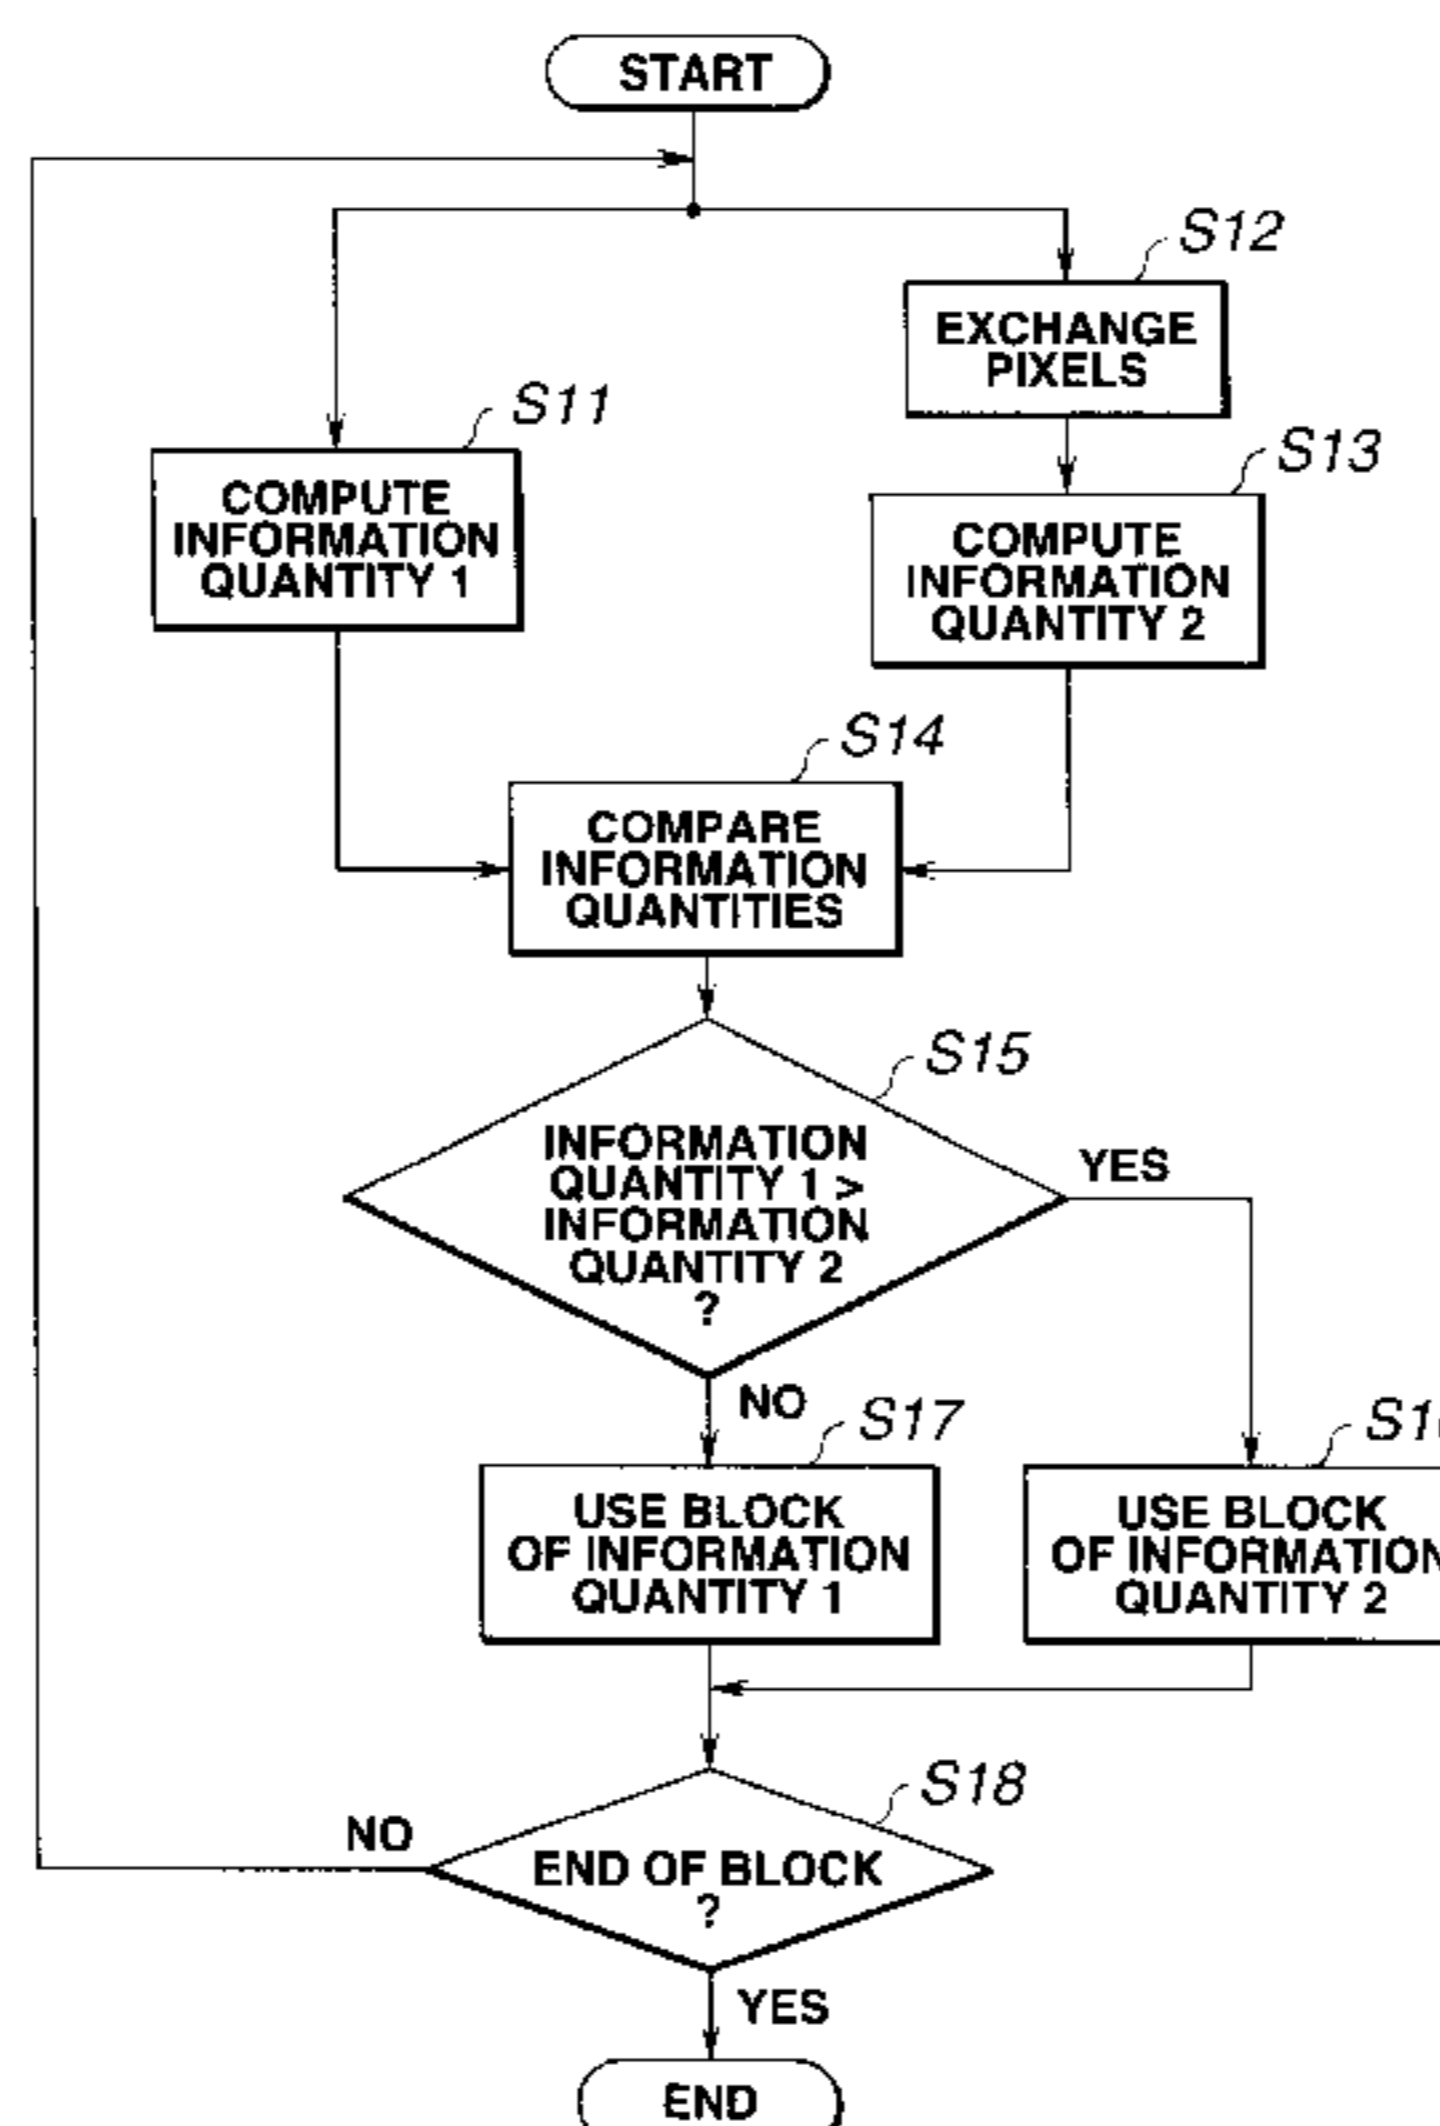 START
S12
EXCHANGE
PIXELS
S11
S13
COMPUTE
INFORMATION
QUANTITY 1
COMPUTE
INFORMATION
QUANTITY 2
S14
COMPARE
INFORMATION
QUANTITIES
S15
INFORMATION
QUANTITY 1 >
INFORMATION
QUANTITY 2
?
YES
NO
S17
USE BLOCK
OF INFORMATION
QUANTITY 1
USE BLOCK
OF INFORMATION
QUANTITY 2
S18
NO
END OF BLOCK
?
YES
END